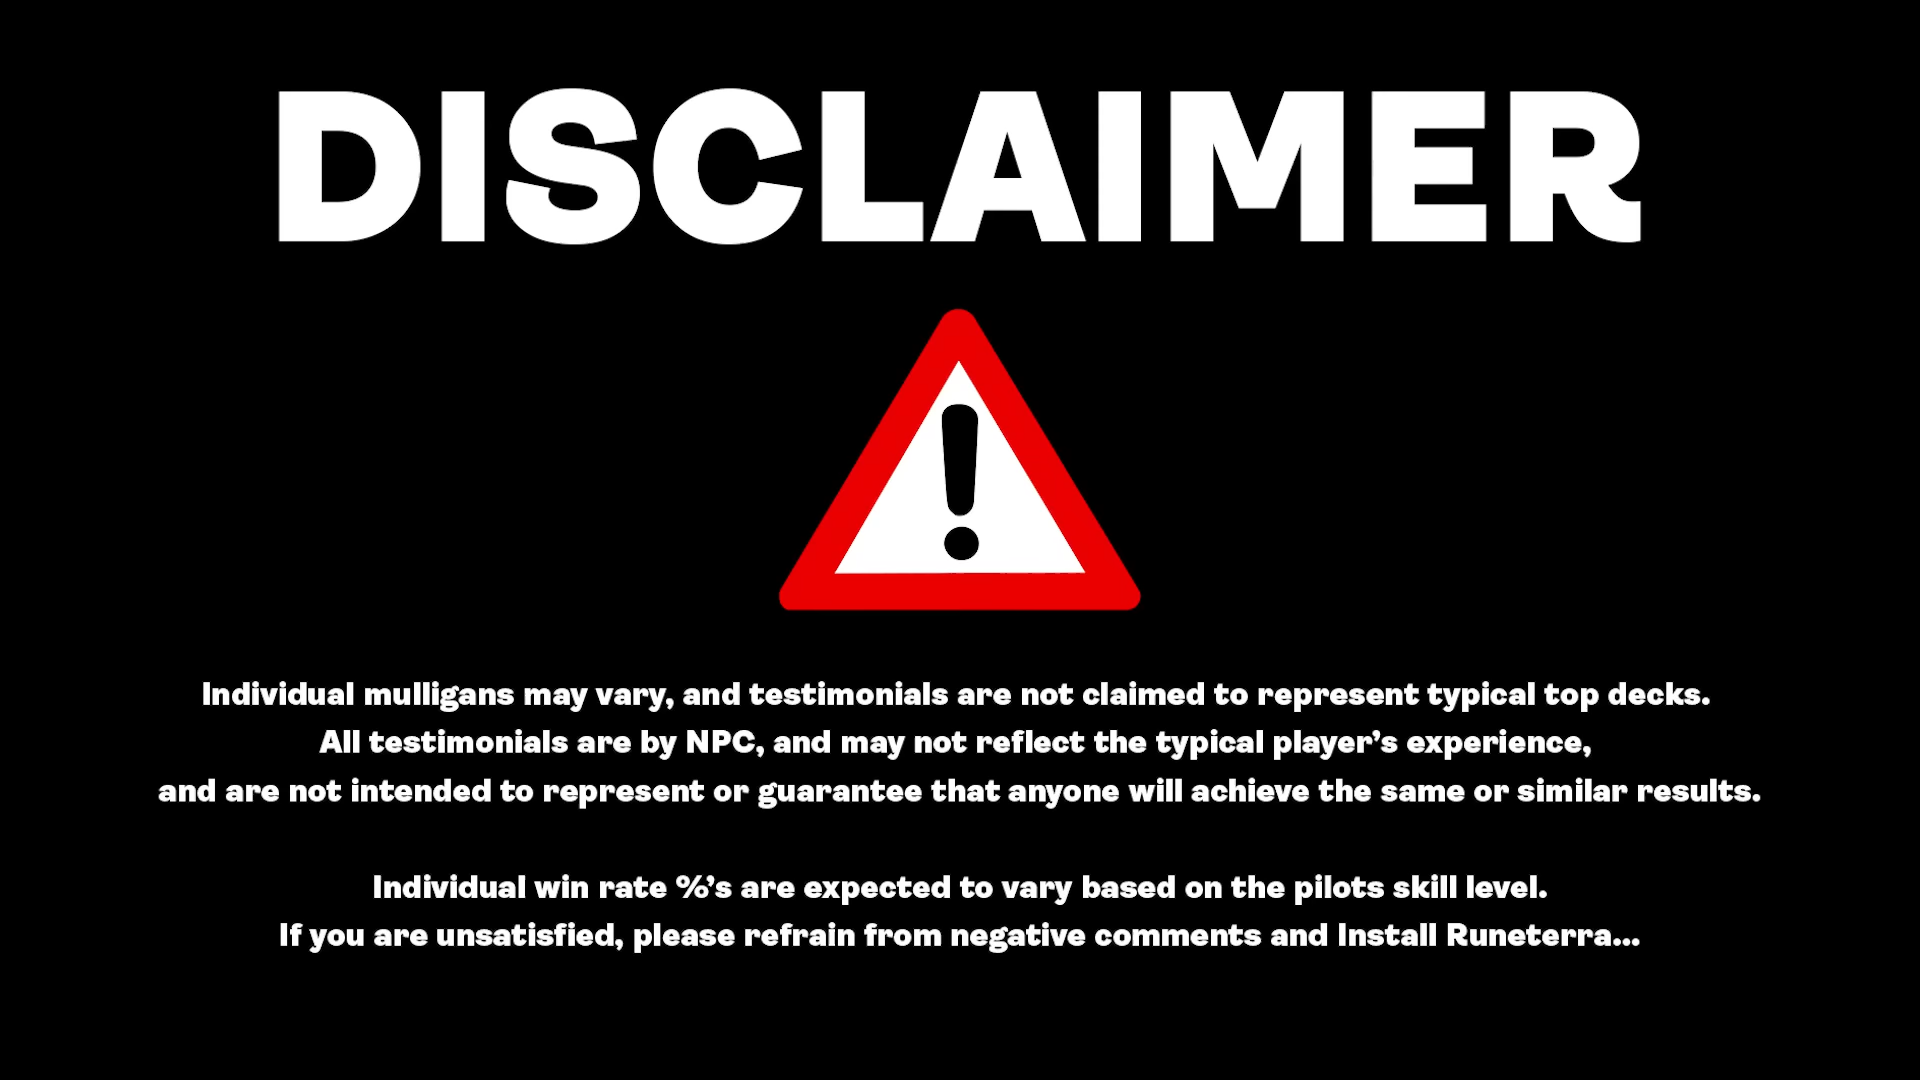 DISCLAIMER
Individual mulligans may vary, and testimonials are not claimed to represent typical top decks.
All testimonials are by NPC, and may not reflect the typical player’s experience,
and are not intended to represent or guarantee that anyone will achieve the same or similar results.
Individual win rate %’s are expected to vary based on the pilots skill level.
If you are unsatisfied, please refrain from negative comments and Install Runeterra...